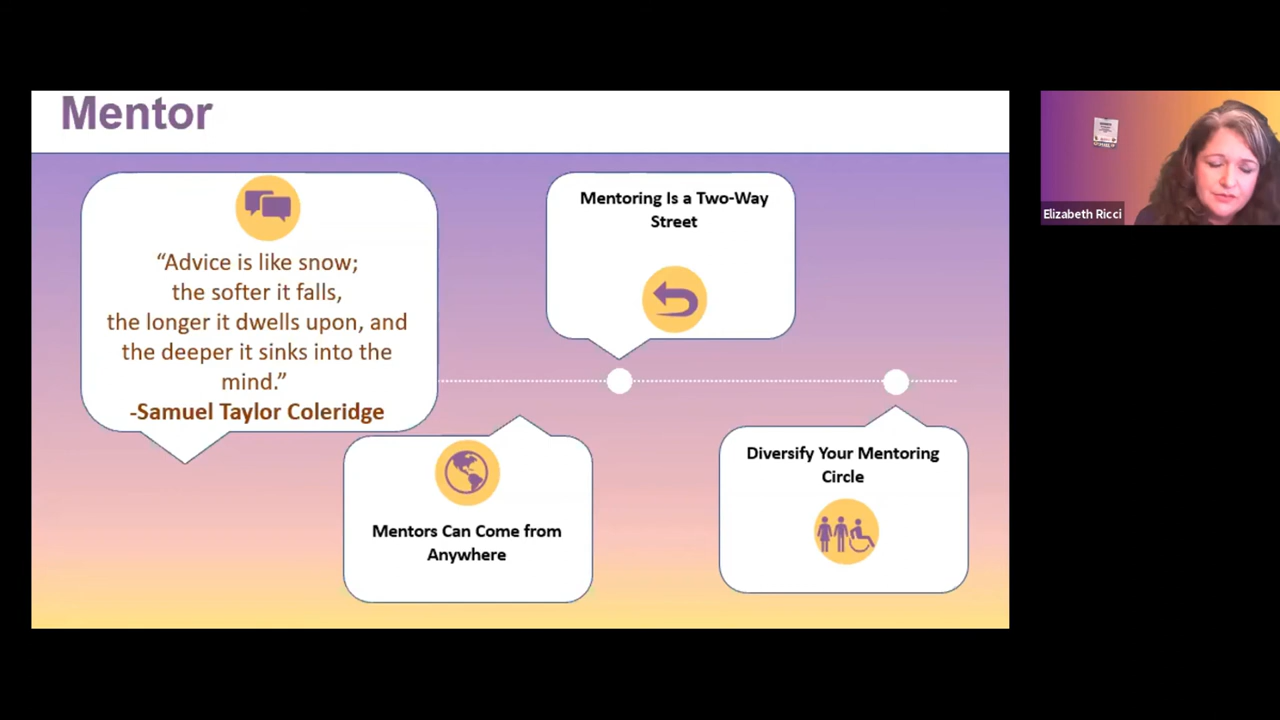 Mentor
“Advice is like snow;
the softer it falls,
the longer it dwells upon, and
the deeper it sinks into the
mind.”
-Samuel Taylor Coleridge
Mentoring Is a Two-Way
Street
Mentors Can Come from
Anywhere
Diversify Your Mentoring
Circle
Elizabeth Ricci